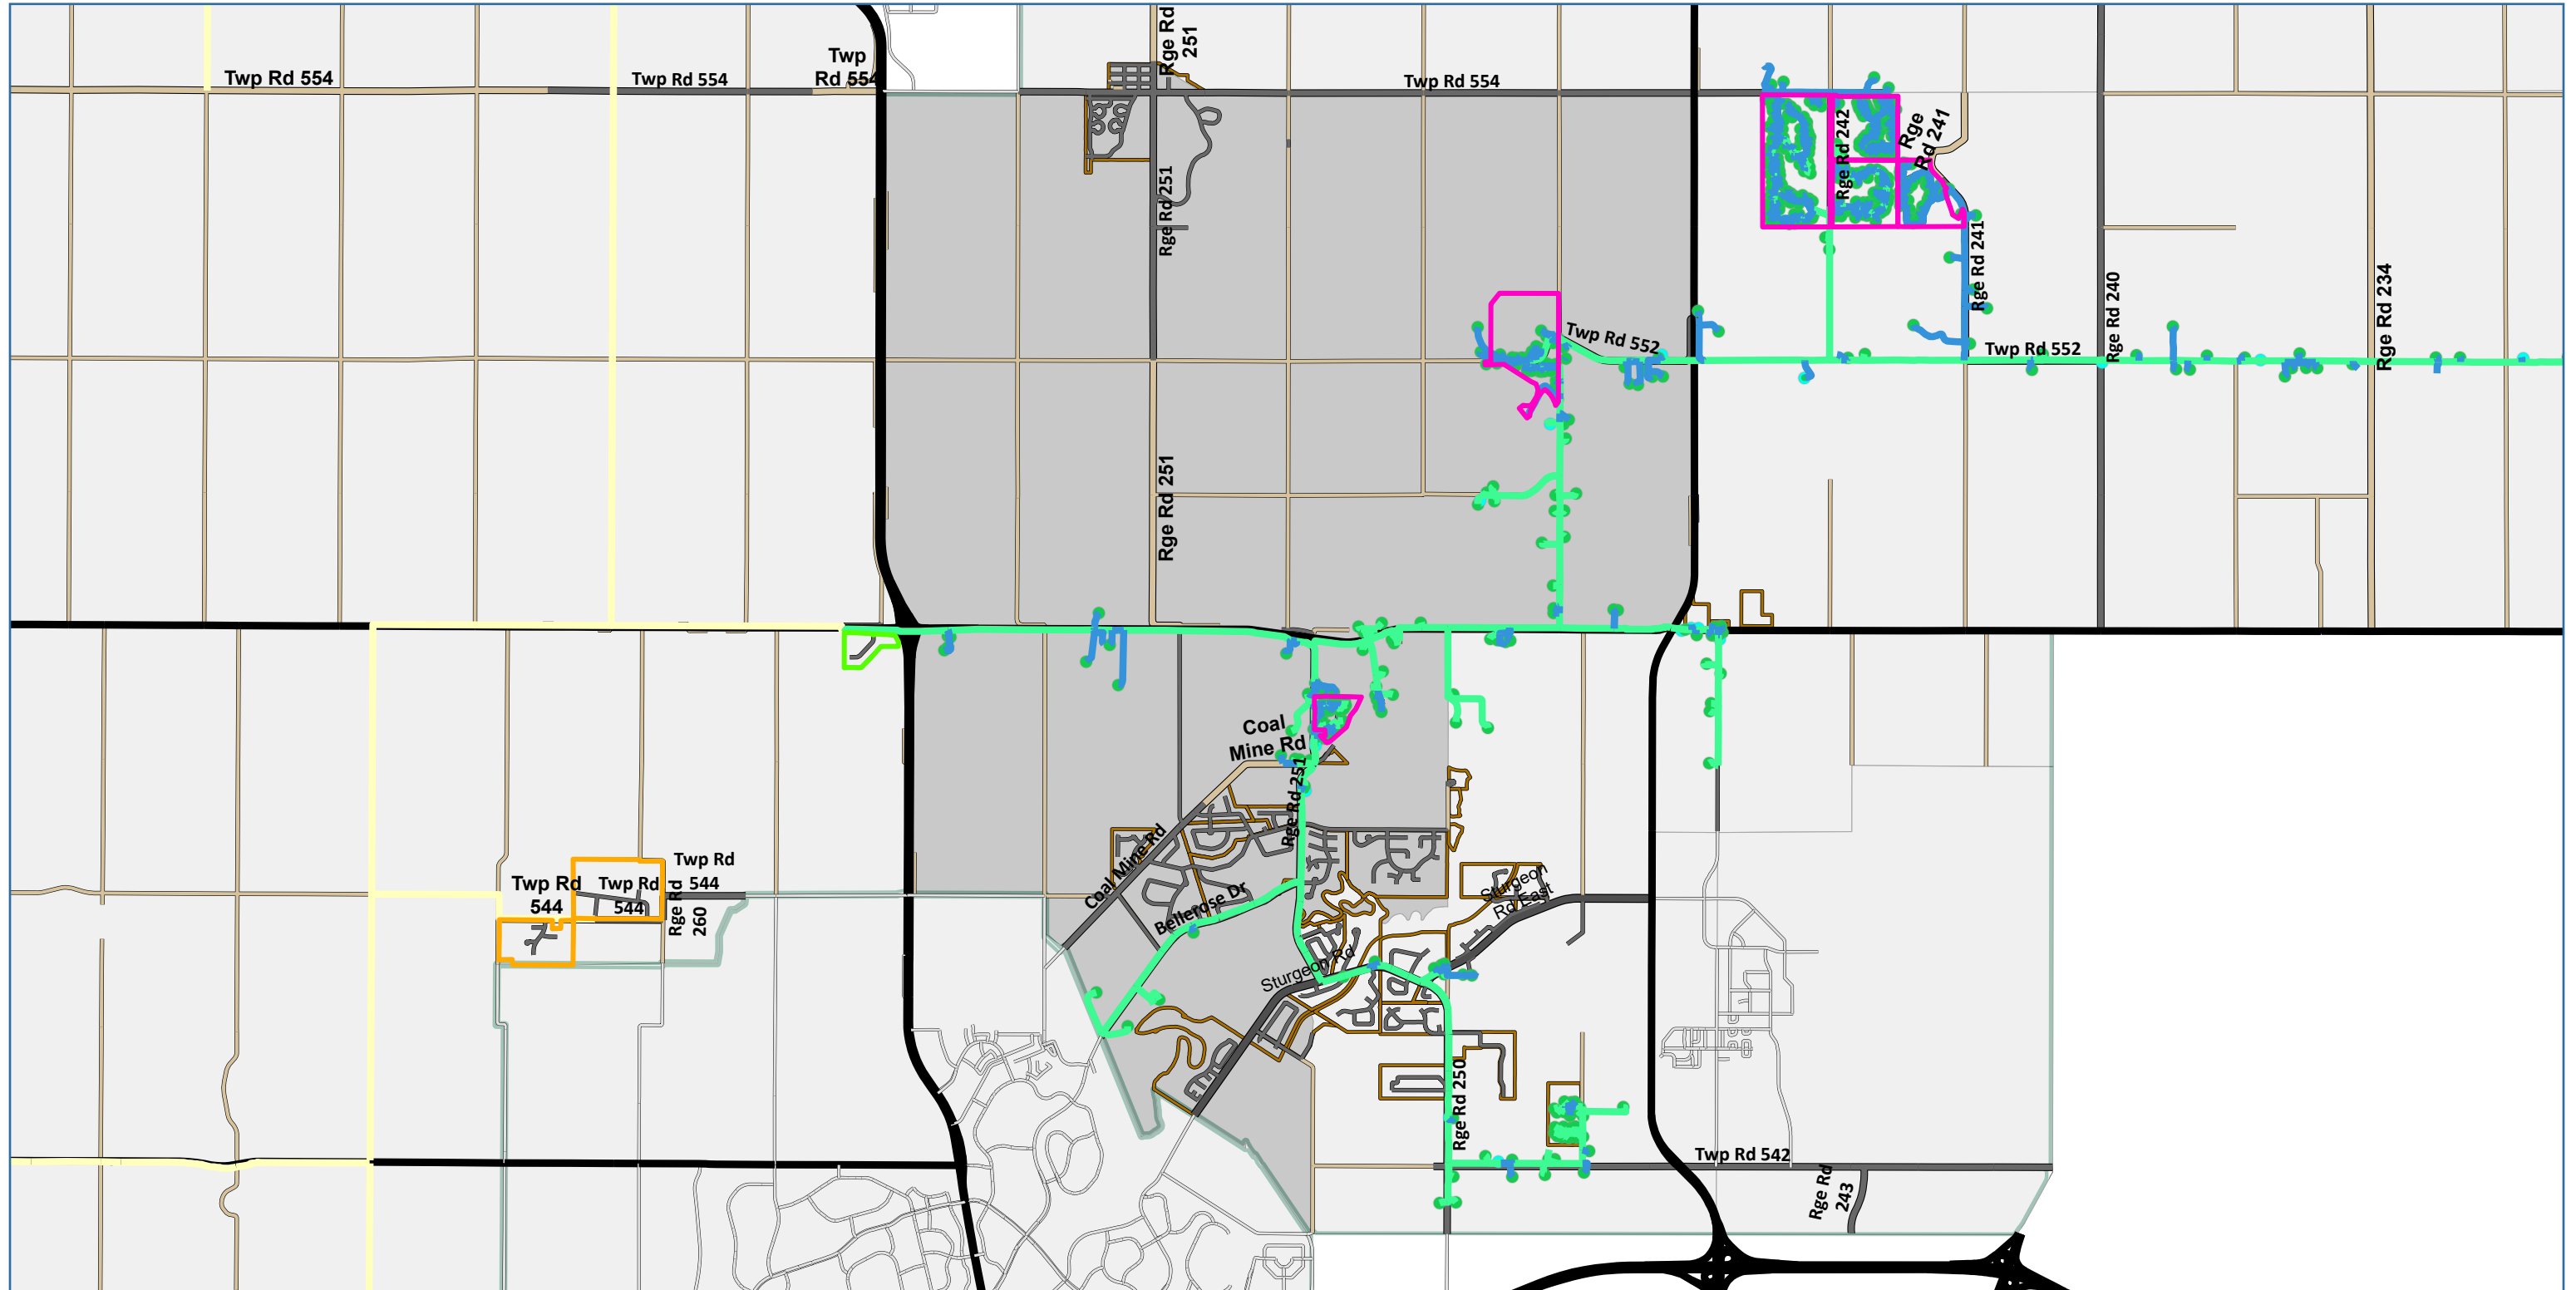 Rge Rd
251
Twp
Rd 554
Twp Rd 554
Twp Rd 554
Twp Rd 554
Rge Rd 242
Rge
Rd 241
Rge Rd 251
Rge Rd 241
Rge Rd 240
Rge Rd 234
Twp Rd 552
Twp Rd 552
Rge Rd 251
Coal
Mine Rd
Rge Rd 251
Coal Mine Rd
Bellerose Dr
Sturgeon
Rd East
Sturgeon Rd
Twp Rd
544
Twp Rd
544
Twp Rd
544
Rge Rd
260
Rge Rd 250
Twp Rd 542
Rge Rd
243